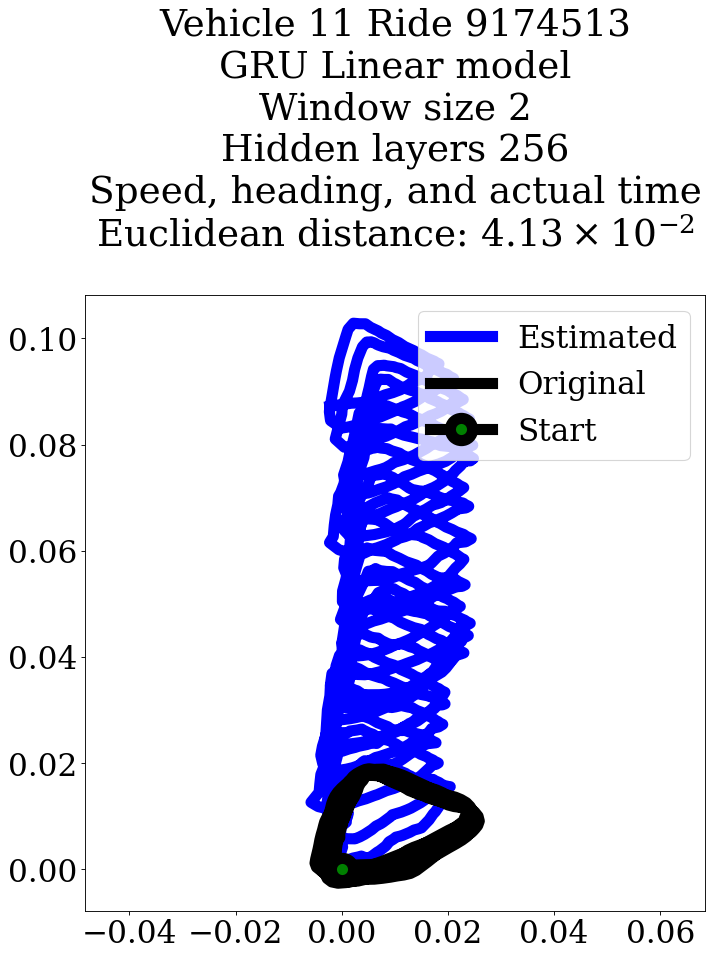 Vehicle 11 Ride 9174513
GRU Linear model
Window size 2
Hidden layers 256
Speed, heading, and actual time
Euclidean distance: 4.13 × 10⁻²
Estimated
Original
Start
0.10
0.08
0.06
0.04
0.02
0.00
−0.04 −0.02 0.00 0.02 0.04 0.06